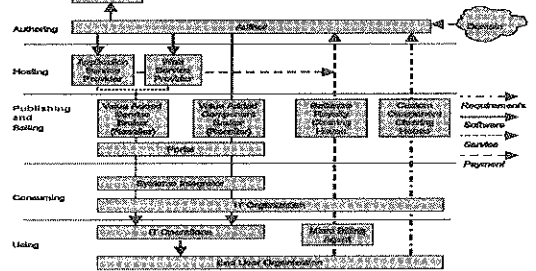 Authoring
Author
Domain
Hosting
Application
Service
Provider
Web
Service
Provider
Publishing
and
Selling
Value Added
Service
Broker
(Reseller)
Value Added
Component
Broker
(Reseller)
Software
Royalty
Clearing
House
Custom
Component
Clearing
House
Requirements
Software
Service
Payment
Portal
Consuming
Systems Integrator
IT Organization
Using
IT Operations
Micro Billing
Agent
End User Organization